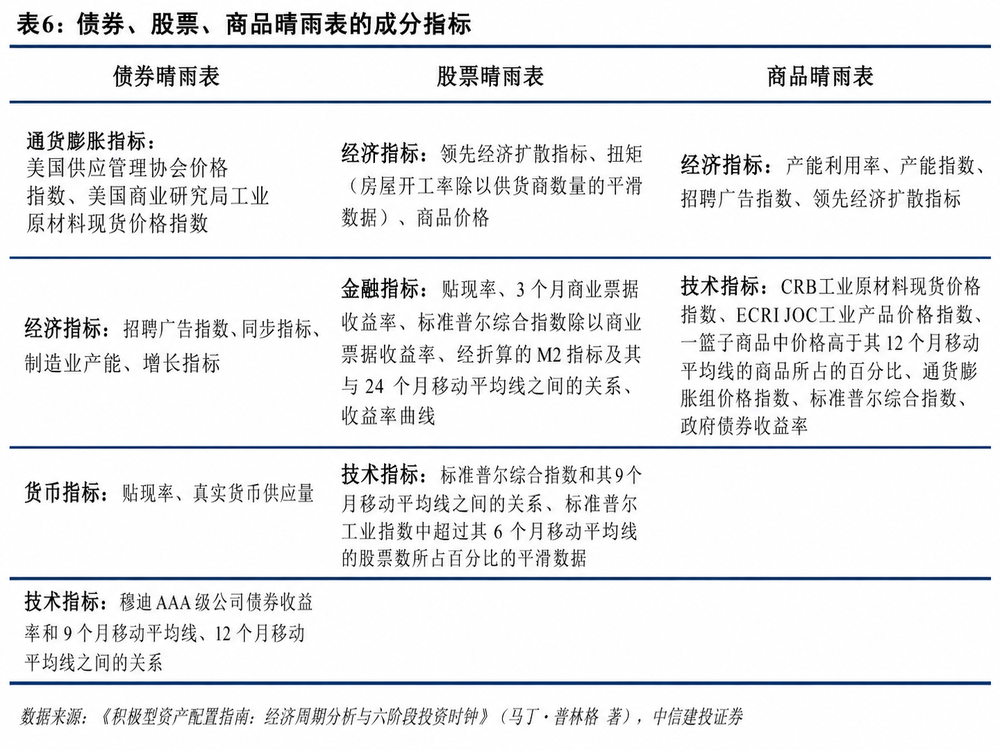 表6：债券、股票、商品晴雨表的成分指标
债券晴雨表
股票晴雨表
商品晴雨表
通货膨胀指标：
美国供应管理协会价格
指数、美国商业研究局工业
原材料现货价格指数
经济指标：领先经济扩散指标、扭矩
（房屋开工率除以供货商数量的平滑
数据）、商品价格
经济指标：产能利用率、产能指数、
招聘广告指数、领先经济扩散指标
经济指标：招聘广告指数、同步指标、
制造业产能、增长指标
金融指标：贴现率、3 个月商业票据
收益率、标准普尔综合指数除以商业
票据收益率、经折算的 M2 指标及其
与 24 个月移动平均线之间的关系、
收益率曲线
技术指标：CRB工业原材料现货价格
指数、ECRI JOC工业产品价格指数、
一篮子商品中价格高于其 12 个月移动
平均线的商品所占的百分比、通货膨
胀组价格指数、标准普尔综合指数、
政府债券收益率
货币指标：贴现率、真实货币供应量
技术指标：标准普尔综合指数和其9个
月移动平均线之间的关系、标准普尔
工业指数中超过其 6 个月移动平均线
的股票数所占百分比的平滑数据
技术指标：穆迪 AAA 级公司债券收益
率和 9 个月移动平均线、12 个月移动
平均线之间的关系
数据来源：《积极型资产配置指南：经济周期分析与六阶段投资时钟》（马丁·普林格 著），中信建投证券